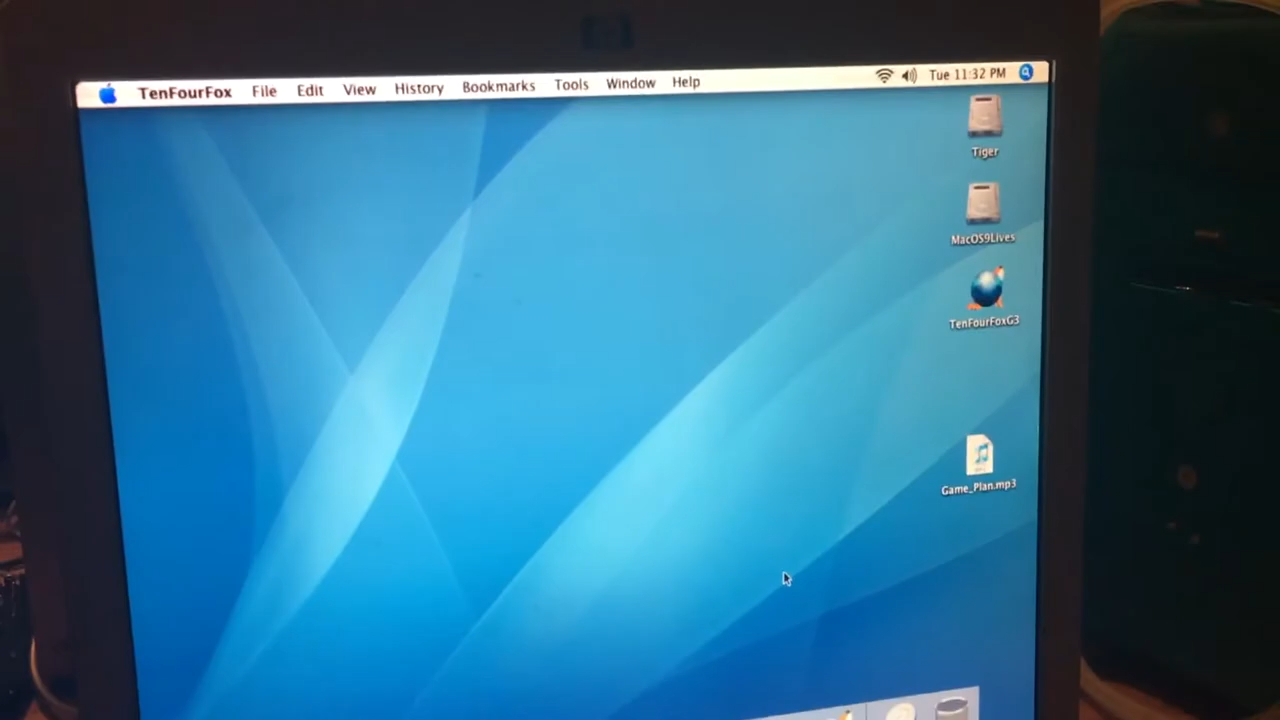 TenFourFox File Edit View History Bookmarks Tools Window Help Tue 11:32 PM
Tiger
MacOS9Lives
TenFourFoxG3
Game_Plan.mp3